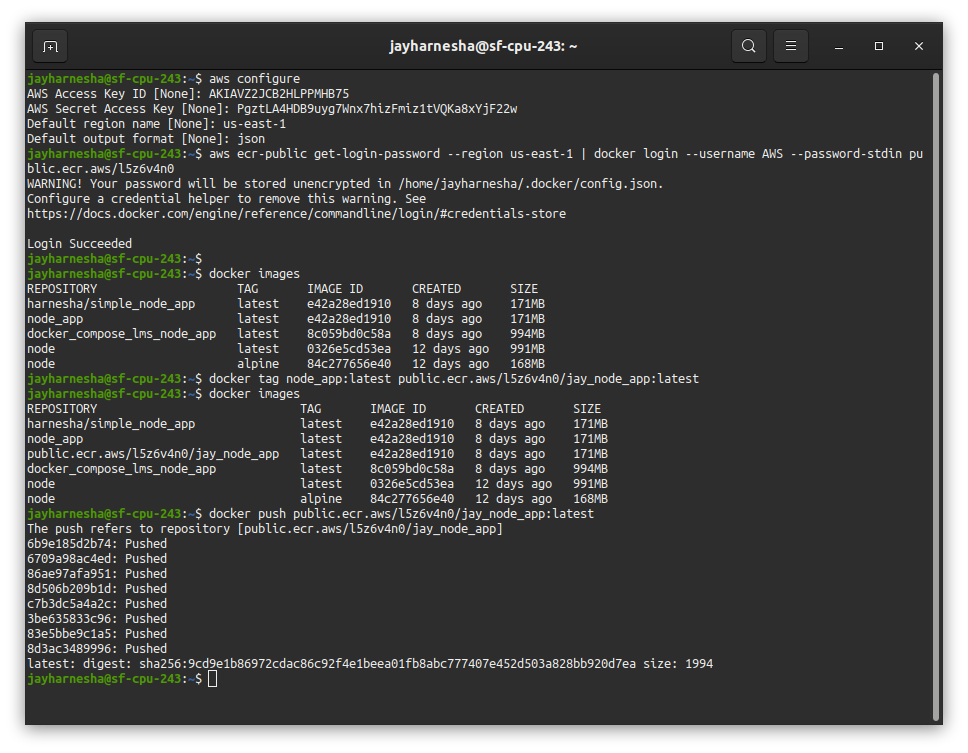 jayharnesha@sf-cpu-243: ~
jayharnesha@sf-cpu-243:~$ aws configure
AWS Access Key ID [None]: AKIAVZ2JCB2HLPPMHB75
AWS Secret Access Key [None]: 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
Default region name [None]: us-east-1
Default output format [None]: json
jayharnesha@sf-cpu-243:~$ aws ecr-public get-login-password --region us-east-1 | docker login --username AWS --password-stdin pu
blic.ecr.aws/l5z6v4n0
WARNING! Your password will be stored unencrypted in /home/jayharnesha/.docker/config.json.
Configure a credential helper to remove this warning. See
https://docs.docker.com/engine/reference/commandline/login/#credentials-store
Login Succeeded
jayharnesha@sf-cpu-243:~$
jayharnesha@sf-cpu-243:~$ docker images
REPOSITORY TAG IMAGE ID CREATED SIZE
harnesha/simple_node_app latest e42a28ed1910 8 days ago 171MB
node_app latest e42a28ed1910 8 days ago 171MB
docker_compose_lms_node_app latest 8c059bd0c58a 8 days ago 994MB
node latest 0326e5cd53ea 12 days ago 991MB
node alpine 84c277656e40 12 days ago 168MB
jayharnesha@sf-cpu-243:~$ docker tag node_app:latest public.ecr.aws/l5z6v4n0/jay_node_app:latest
jayharnesha@sf-cpu-243:~$ docker images
REPOSITORY TAG IMAGE ID CREATED SIZE
harnesha/simple_node_app latest e42a28ed1910 8 days ago 171MB
node_app latest e42a28ed1910 8 days ago 171MB
public.ecr.aws/l5z6v4n0/jay_node_app latest e42a28ed1910 8 days ago 171MB
docker_compose_lms_node_app latest 8c059bd0c58a 8 days ago 994MB
node latest 0326e5cd53ea 12 days ago 991MB
node alpine 84c277656e40 12 days ago 168MB
jayharnesha@sf-cpu-243:~$ docker push public.ecr.aws/l5z6v4n0/jay_node_app:latest
The push refers to repository [public.ecr.aws/l5z6v4n0/jay_node_app]
6b9e185d2b74: Pushed
6709a98ac4ed: Pushed
86ae97afa951: Pushed
8d506b209b1d: Pushed
c7b3dc5a4a2c: Pushed
3be635833c96: Pushed
83e5bbe9c1a5: Pushed
8d3ac3489996: Pushed
latest: digest: sha256:9cd9e1b86972cdac86c92f4e1beea01fb8abc777407e452d503a828bb920d7ea size: 1994
jayharnesha@sf-cpu-243:~$